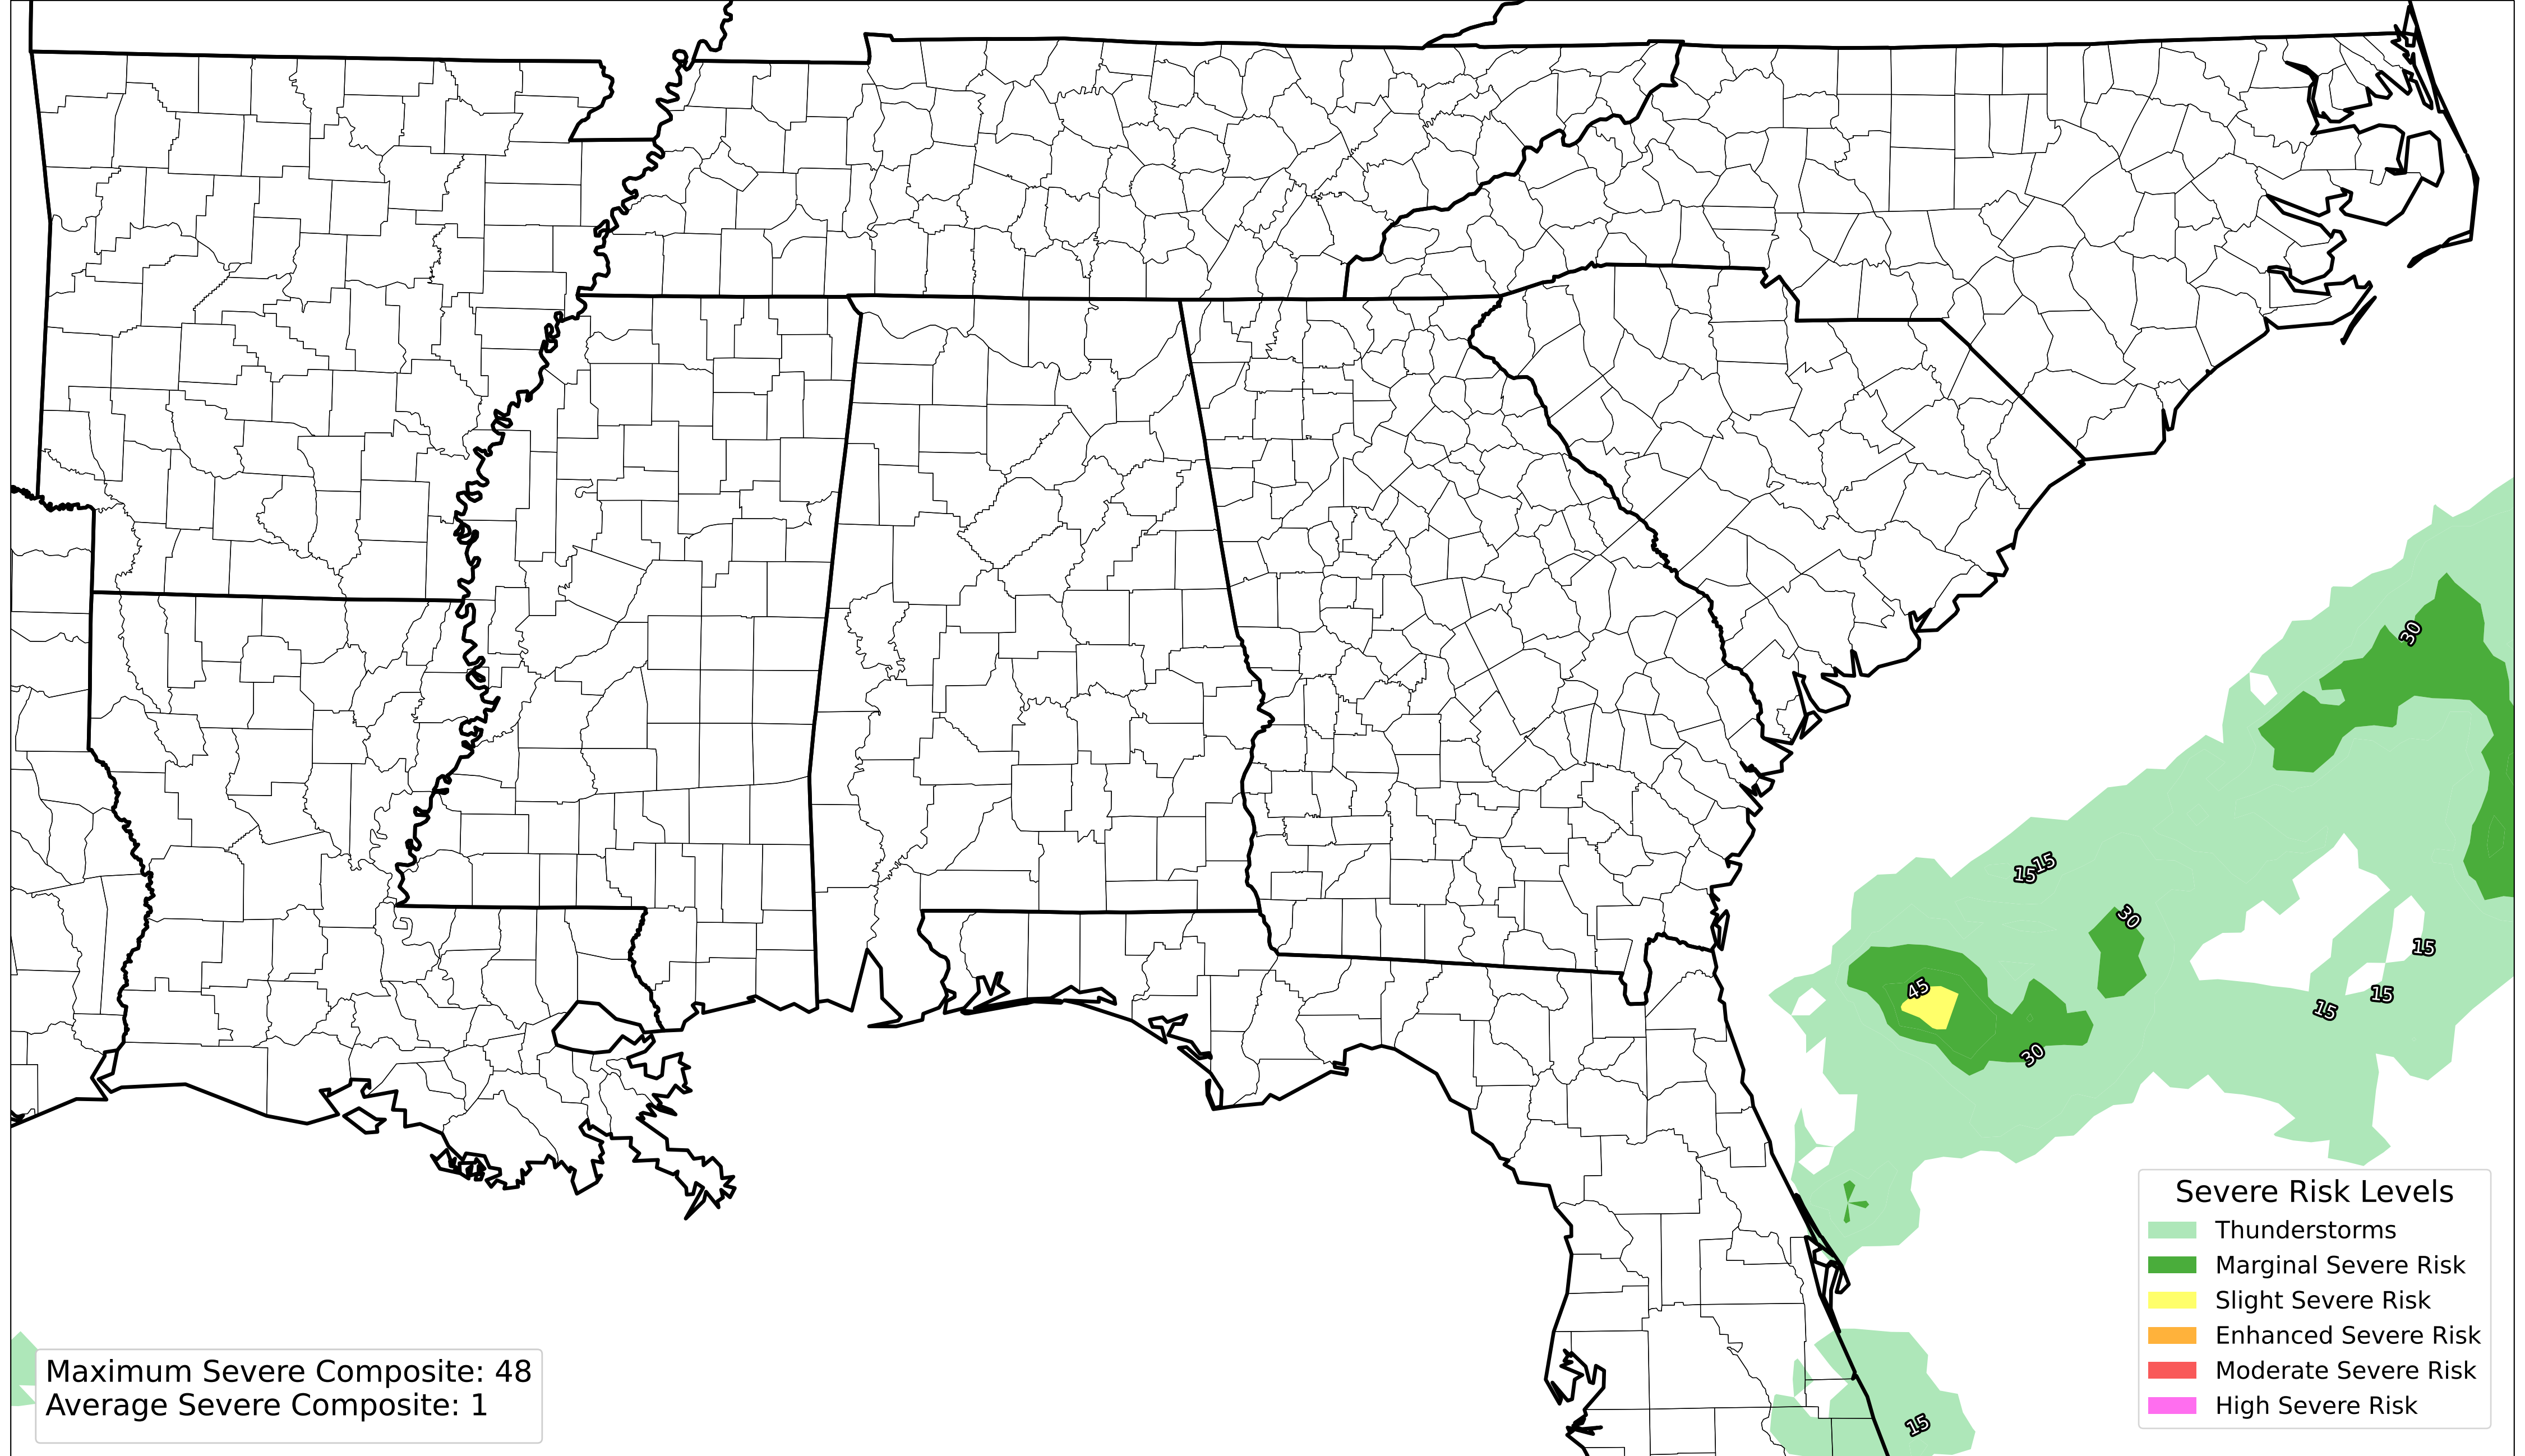 30
15 15
30
15
45
15
15
30
Severe Risk Levels
Thunderstorms
Marginal Severe Risk
Slight Severe Risk
Enhanced Severe Risk
Moderate Severe Risk
High Severe Risk
Maximum Severe Composite: 48
Average Severe Composite: 1
15